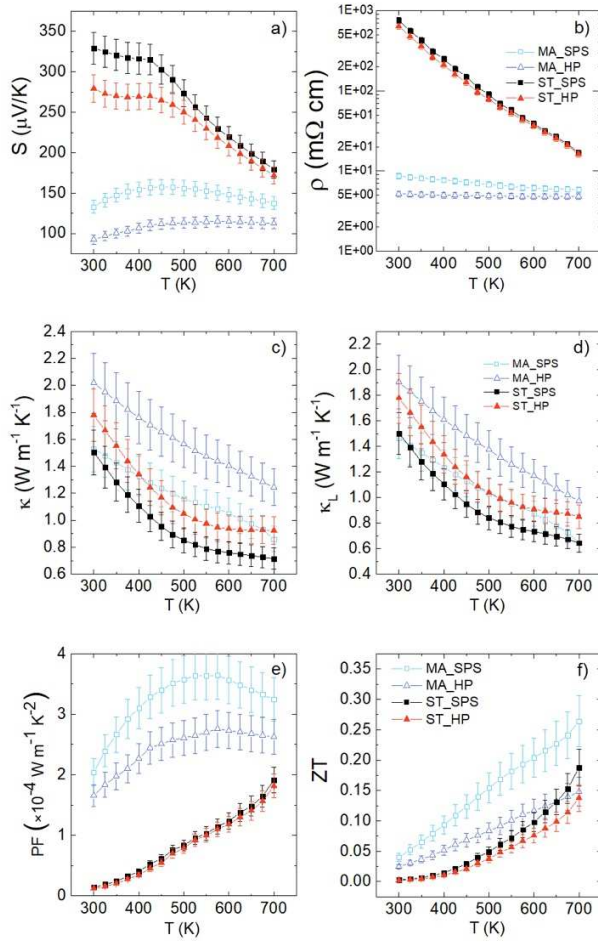 a)
350
300
250
200
150
100
S (μV/K)
300 400 500 600 700
T (K)
b)
5E+03
1E+03
1E+02
5E+01
1E+01
5E+00
1E+00
ρ (mΩ cm)
MA_SPS
MA_HP
ST_SPS
ST_HP
300 400 500 600 700
T (K)
c)
2.4
2.2
2.0
1.8
1.6
1.4
1.2
1.0
0.8
0.6
κ (W m⁻¹ K⁻¹)
300 400 500 600 700
T (K)
d)
2.2
2.0
1.8
1.6
1.4
1.2
1.0
0.8
0.6
0.4
κL (W m⁻¹ K⁻¹)
MA_SPS
MA_HP
ST_SPS
ST_HP
300 400 500 600 700
T (K)
e)
4
3
2
1
0
PF (×10⁻⁴ W m⁻¹ K⁻²)
300 400 500 600 700
T (K)
f)
0.35
0.30
0.25
0.20
0.15
0.10
0.05
0.00
ZT
MA_SPS
MA_HP
ST_SPS
ST_HP
300 400 500 600 700
T (K)